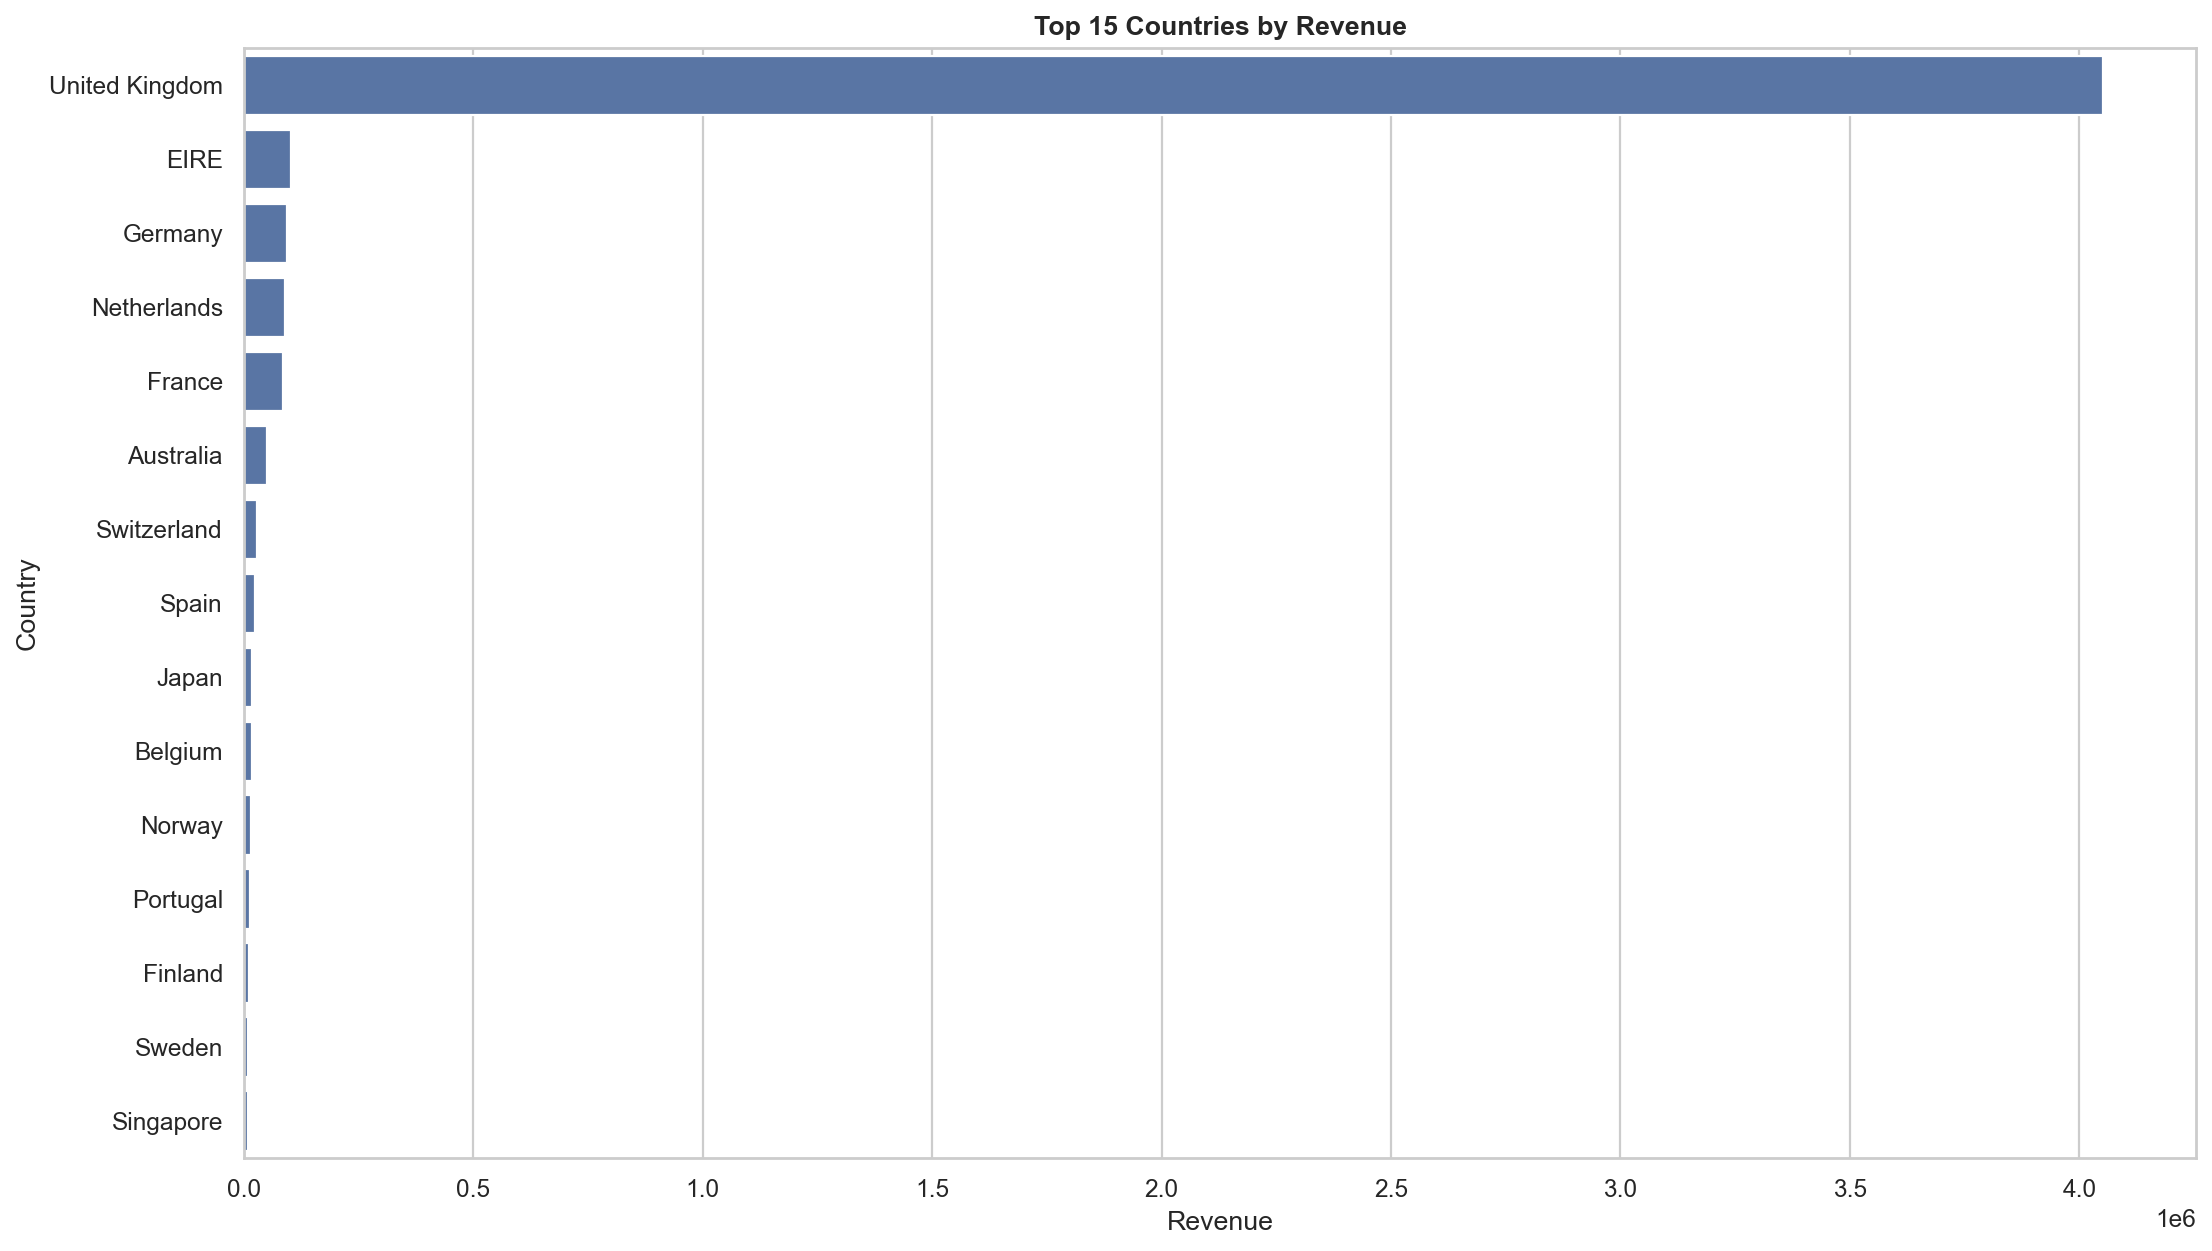 Top 15 Countries by Revenue
United Kingdom
EIRE
Germany
Netherlands
France
Australia
Switzerland
Spain
Japan
Belgium
Norway
Portugal
Finland
Sweden
Singapore
Country
0.0 0.5 1.0 1.5 2.0 2.5 3.0 3.5 4.0
Revenue
1e6